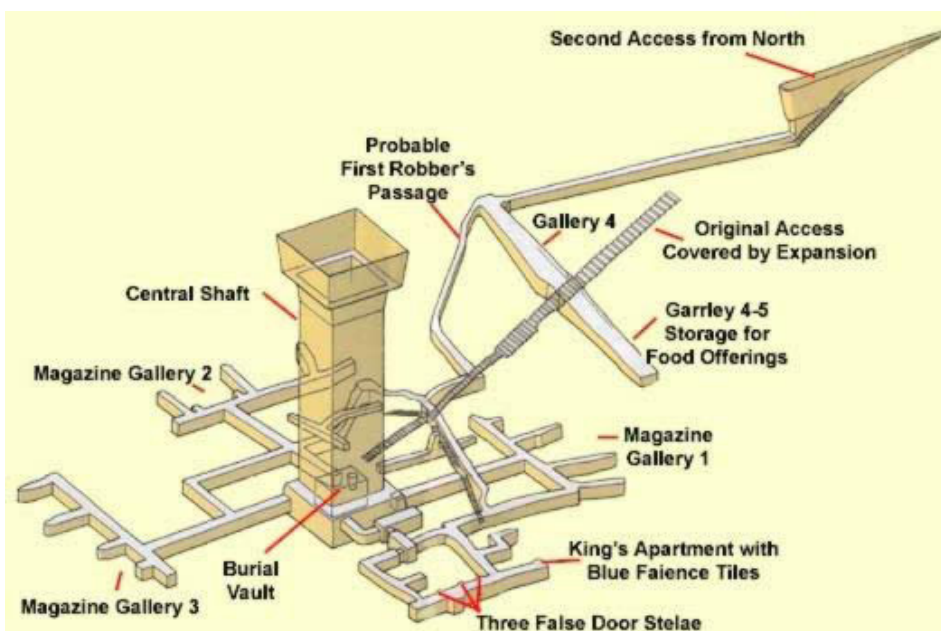 Second Access from North
Probable
First Robber's
Passage
Gallery 4
Original Access
Covered by Expansion
Central Shaft
Garrley 4-5
Storage for
Food Offerings
Magazine Gallery 2
Magazine
Gallery 1
Burial
Vault
King's Apartment with
Blue Faience Tiles
Magazine Gallery 3
Three False Door Stelae